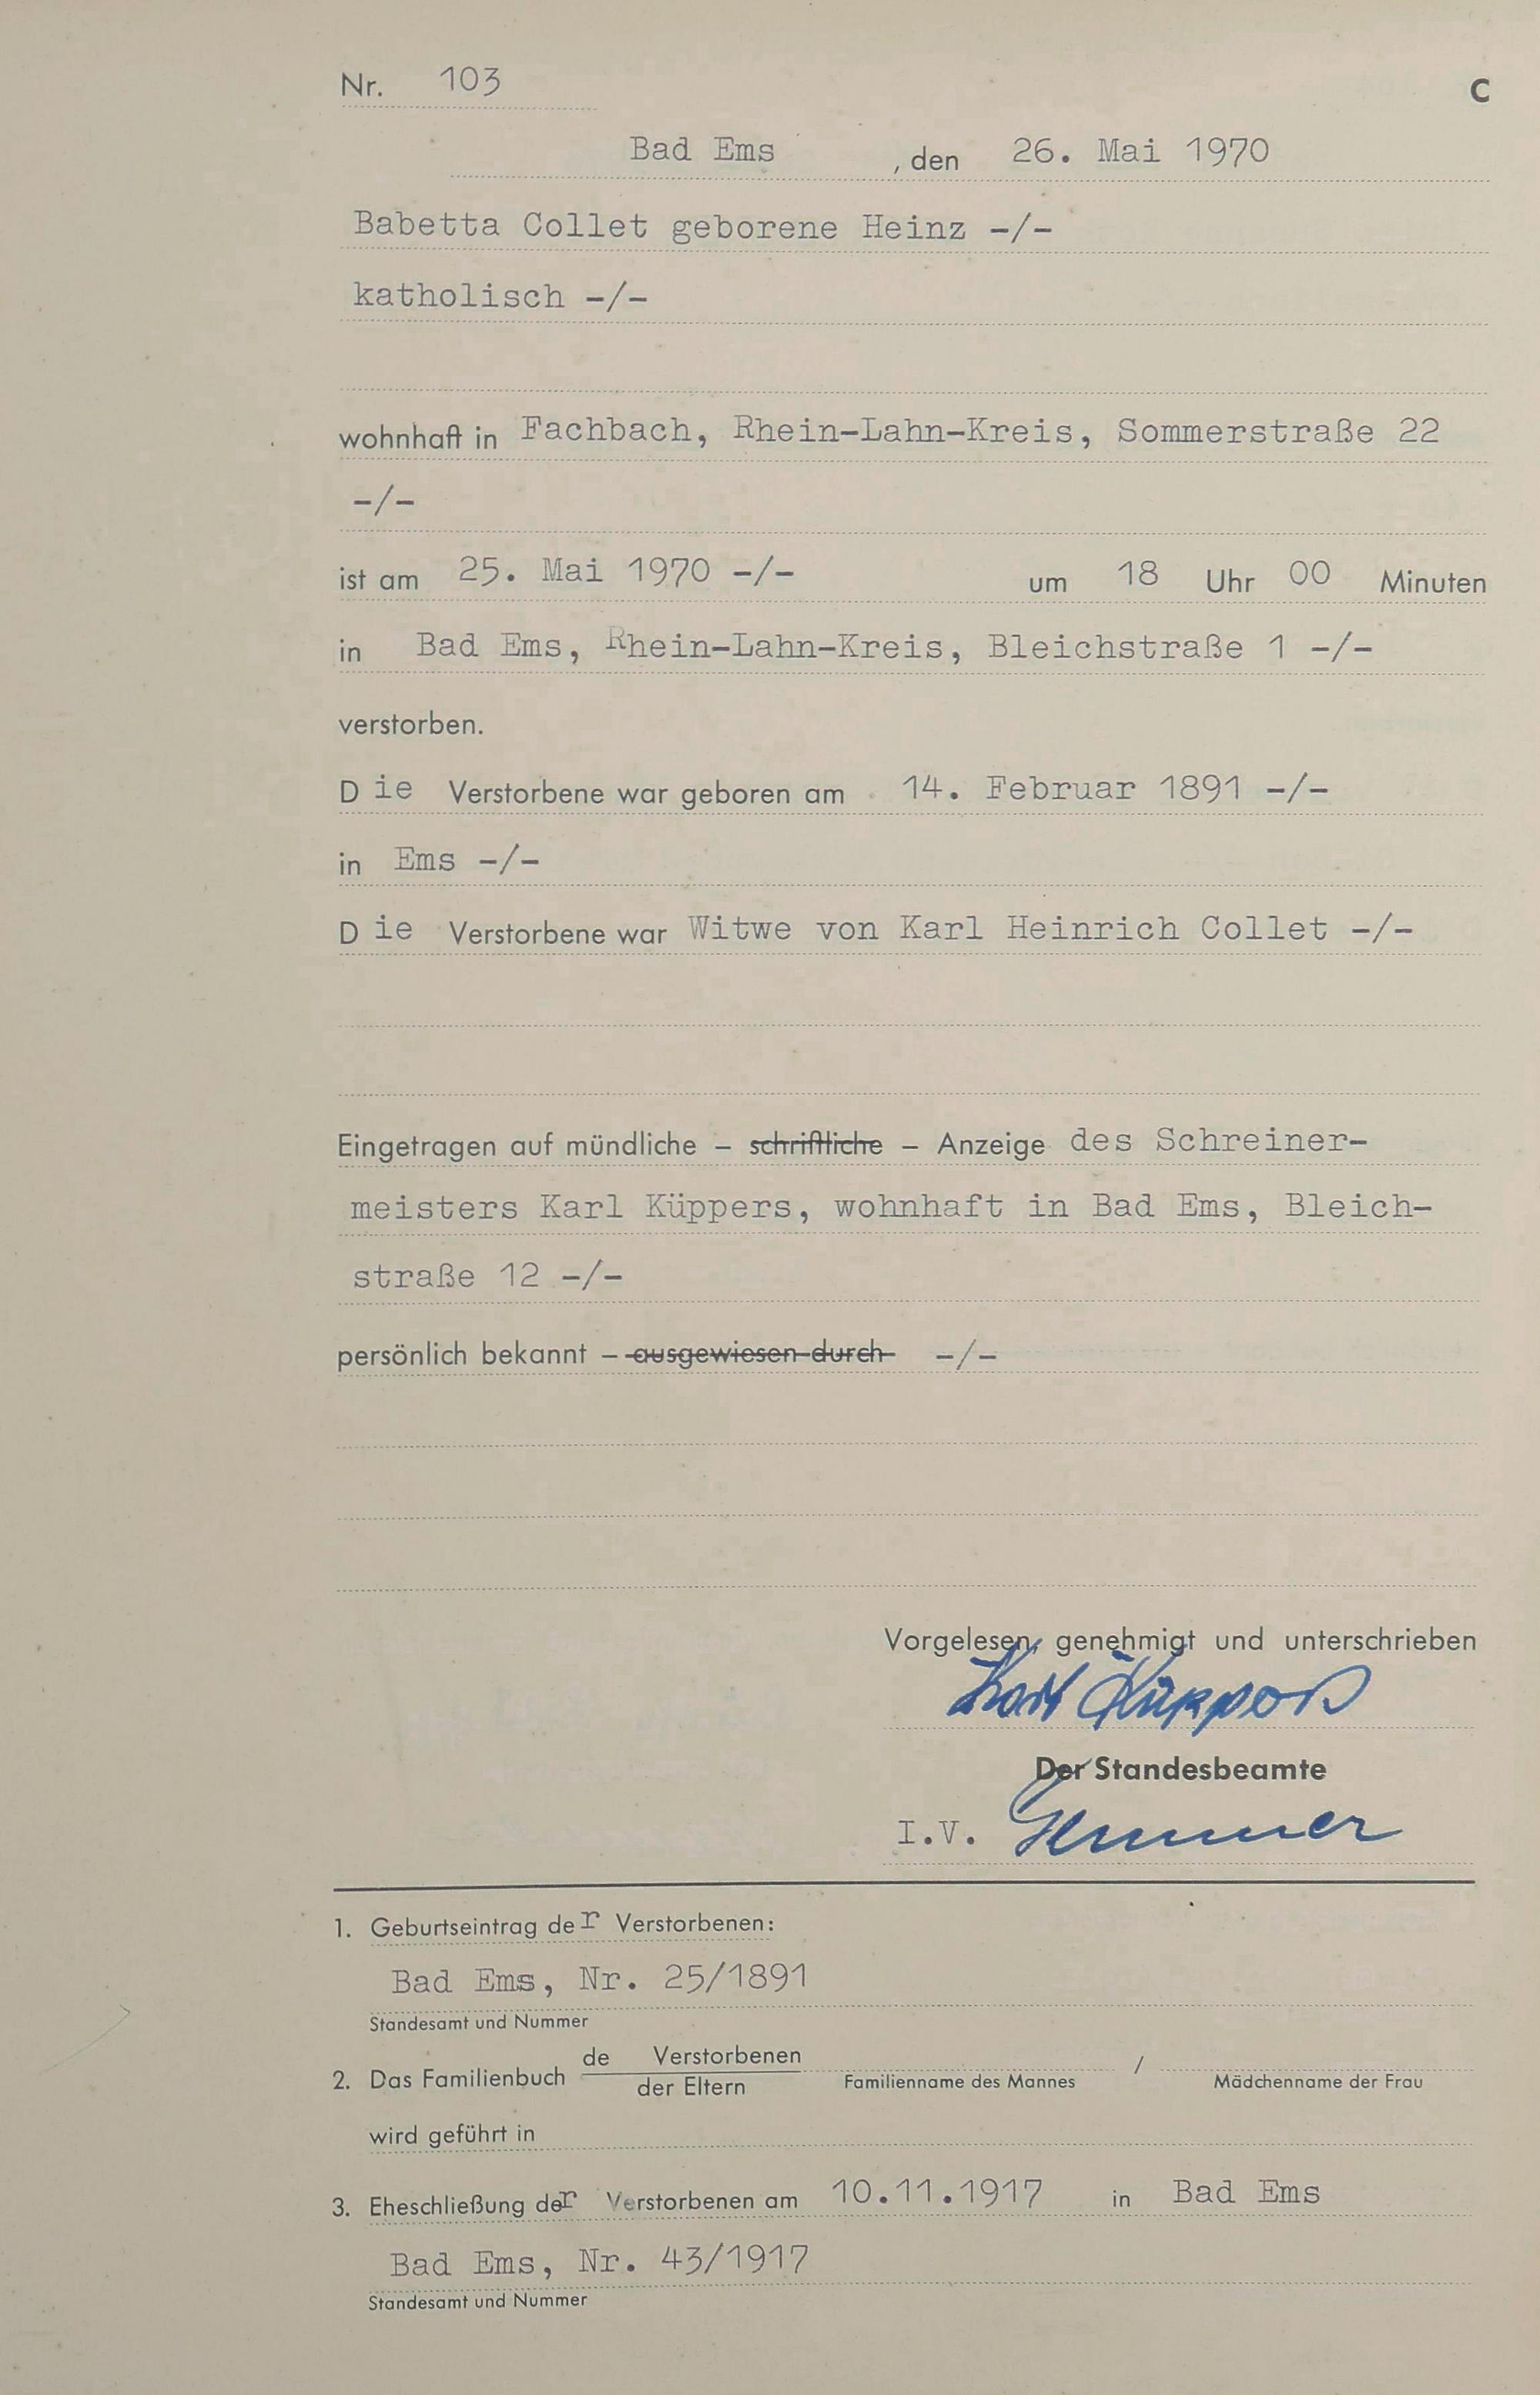 Nr. 103
C
Bad Ems , den 26. Mai 1970
Babetta Collet geborene Heinz -/-
katholisch -/-
wohnhaft in Fachbach, Rhein-Lahn-Kreis, Sommerstraße 22
-/-
ist am 25. Mai 1970 -/- um 18 Uhr 00 Minuten
in Bad Ems, Rhein-Lahn-Kreis, Bleichstraße 1 -/-
verstorben.
Die Verstorbene war geboren am 14. Februar 1891 -/-
in Ems -/-
Die Verstorbene war Witwe von Karl Heinrich Collet -/-
Eingetragen auf mündliche – schriftliche – Anzeige des Schreiner-
meisters Karl Küppers, wohnhaft in Bad Ems, Bleich-
straße 12 -/-
persönlich bekannt – ausgewiesen durch -/-
Vorgelesen, genehmigt und unterschrieben
Karl Küppers
Der Standesbeamte
I.V.
1. Geburtseintrag der Verstorbenen:
Bad Ems, Nr. 25/1891
Standesamt und Nummer
2. Das Familienbuch de Verstorbenen
der Eltern
Familienname des Mannes / Mädchenname der Frau
wird geführt in
3. Eheschließung der Verstorbenen am 10.11.1917 in Bad Ems
Bad Ems, Nr. 43/1917
Standesamt und Nummer